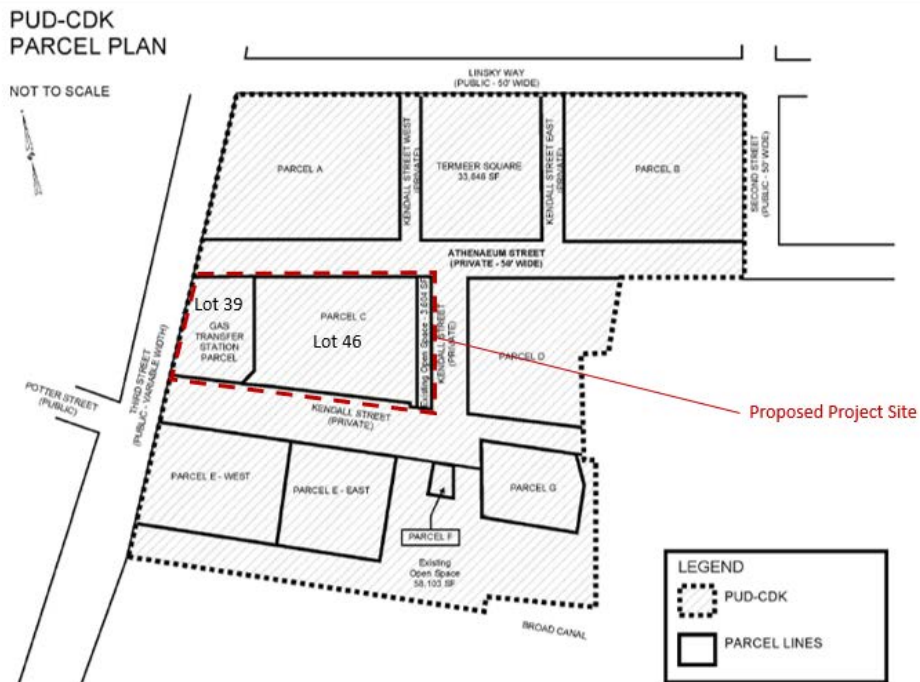 PUD-CDK
PARCEL PLAN
NOT TO SCALE
LINSKY WAY
(PUBLIC - 50' WIDE)
PARCEL A
KENDALL STREET WEST
(PRIVATE)
TERMEER SQUARE
33,848 SF
KENDALL STREET EAST
(PRIVATE)
PARCEL B
SECOND STREET
(PUBLIC - 50' WIDE)
ATHENAEUM STREET
(PRIVATE - 50' WIDE)
Lot 39
GAS
TRANSFER
STATION
PARCEL
PARCEL C
Lot 46
Existing Open Space - 3,604 SF
KENDALL STREET
(PRIVATE)
PARCEL D
Proposed Project Site
THIRD STREET
(PUBLIC - VARIABLE WIDTH)
POTTER STREET
(PUBLIC)
KENDALL STREET
(PRIVATE)
PARCEL E - WEST
PARCEL E - EAST
PARCEL F
PARCEL G
Existing
Open Space
58,103 SF
BROAD CANAL
LEGEND
PUD-CDK
PARCEL LINES